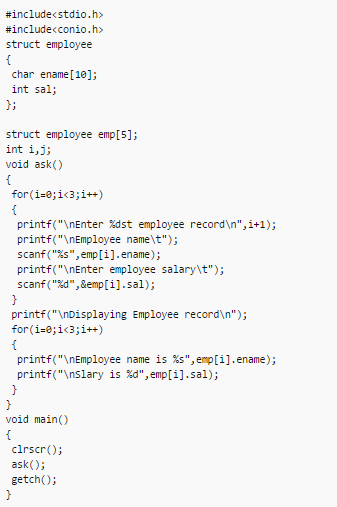 #include<stdio.h>
#include<conio.h>
struct employee
{
 char ename[10];
 int sal;
};

struct employee emp[5];
int i,j;
void ask()
{
 for(i=0;i<3;i++)
 {
  printf("\nEnter %dst employee record\n",i+1);
  printf("\nEmployee name\t");
  scanf("%s",emp[i].ename);
  printf("\nEnter employee salary\t");
  scanf("%d",&emp[i].sal);
 }
 printf("\nDisplaying Employee record\n");
 for(i=0;i<3;i++)
 {
  printf("\nEmployee name is %s",emp[i].ename);
  printf("\nSlary is %d",emp[i].sal);
 }
}
void main()
{
 clrscr();
 ask();
 getch();
}